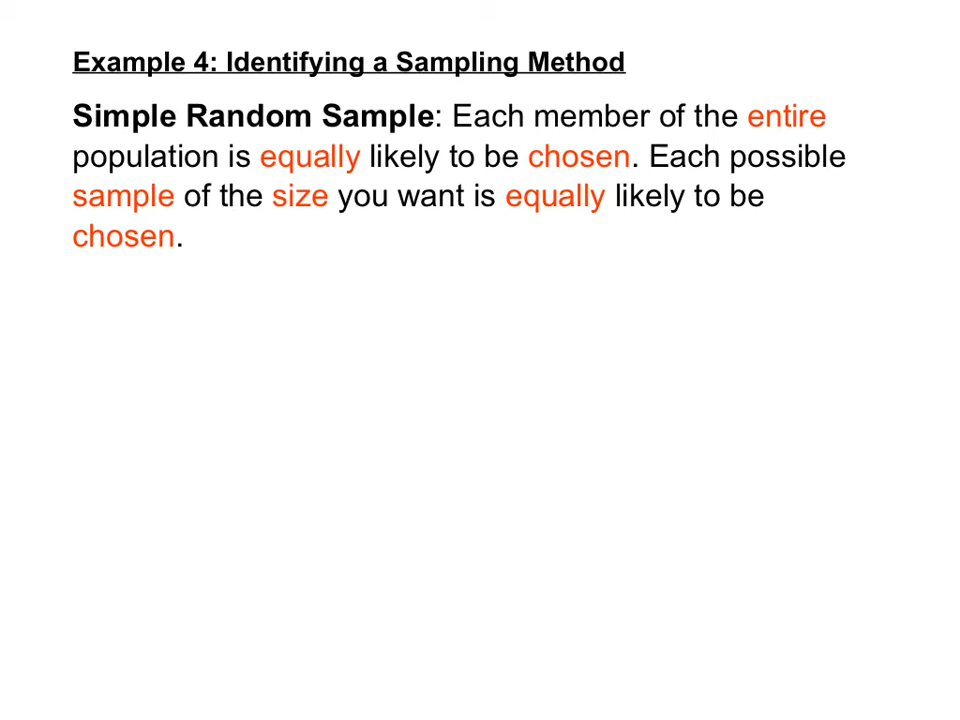 Example 4: Identifying a Sampling Method
Simple Random Sample: Each member of the entire
population is equally likely to be chosen. Each possible
sample of the size you want is equally likely to be
chosen.